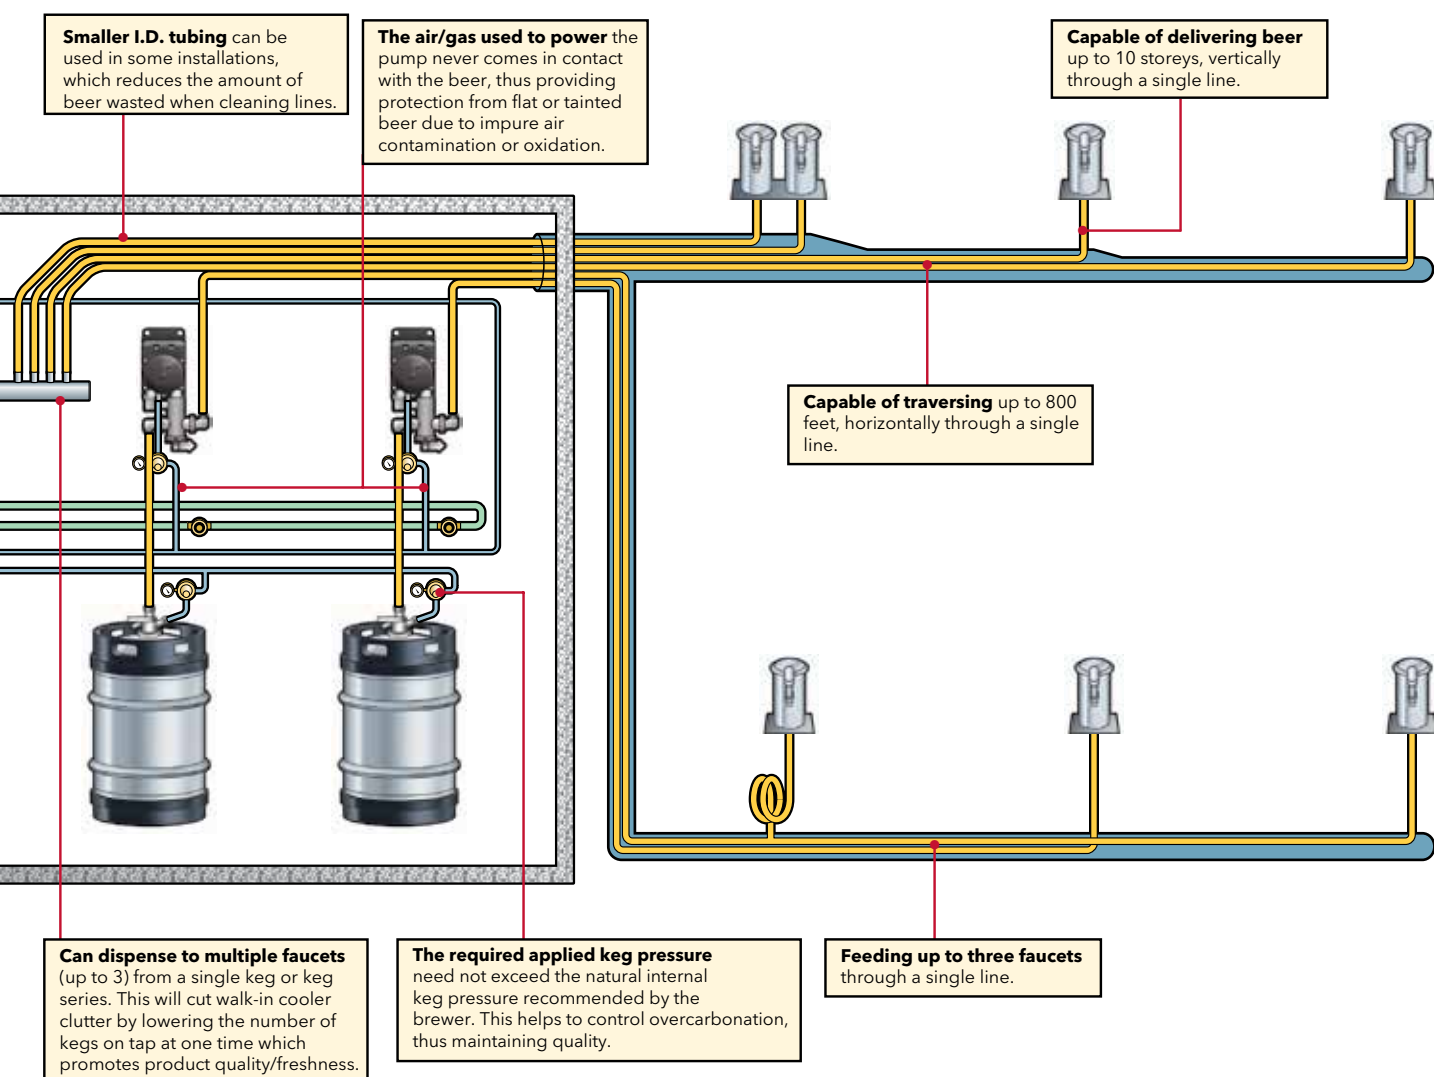 Smaller I.D. tubing can be
used in some installations,
which reduces the amount of
beer wasted when cleaning lines.
The air/gas used to power the
pump never comes in contact
with the beer, thus providing
protection from flat or tainted
beer due to impure air
contamination or oxidation.
Capable of delivering beer
up to 10 storeys, vertically
through a single line.
Capable of traversing up to 800
feet, horizontally through a single
line.
Can dispense to multiple faucets
(up to 3) from a single keg or keg
series. This will cut walk-in cooler
clutter by lowering the number of
kegs on tap at one time which
promotes product quality/freshness.
The required applied keg pressure
need not exceed the natural internal
keg pressure recommended by the
brewer. This helps to control overcarbonation,
thus maintaining quality.
Feeding up to three faucets
through a single line.